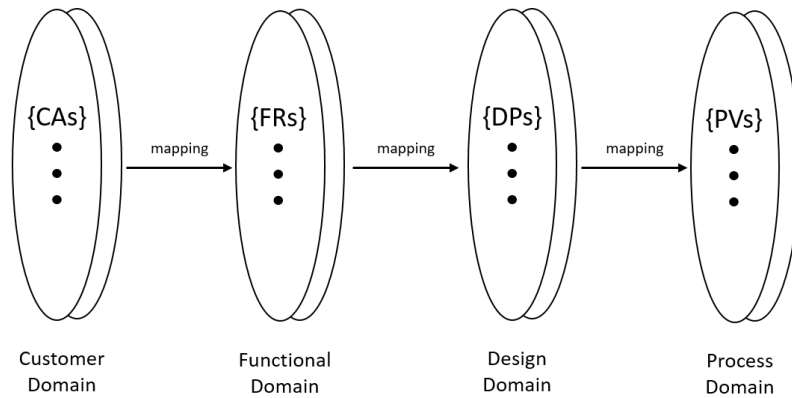 {CAs}
{FRs}
{DPs}
{PVs}
mapping
mapping
mapping
Customer
Domain
Functional
Domain
Design
Domain
Process
Domain